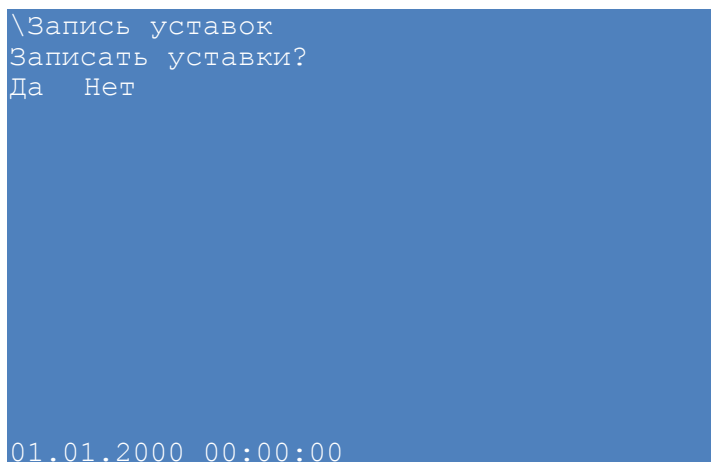 \Запись уставок
Записать уставки?
Да Нет
01.01.2000 00:00:00